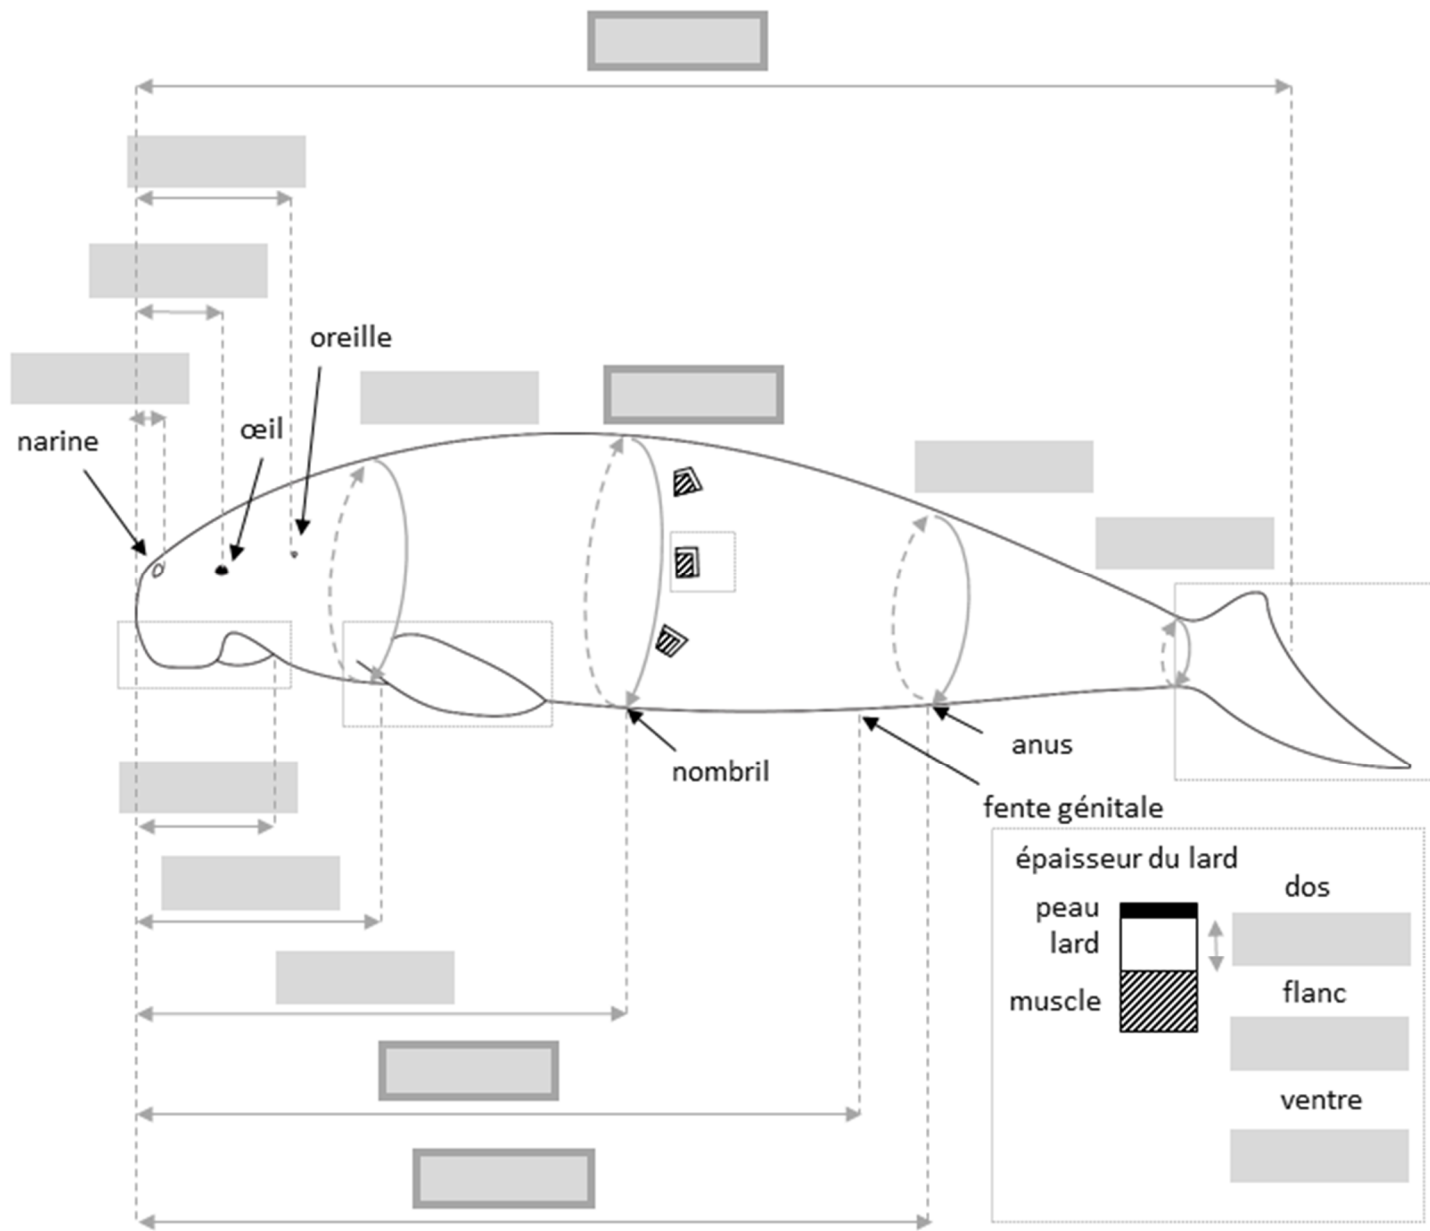 oreille
œil
narine
nombril
anus
fente génitale
épaisseur du lard
dos
peau
lard
flanc
muscle
ventre